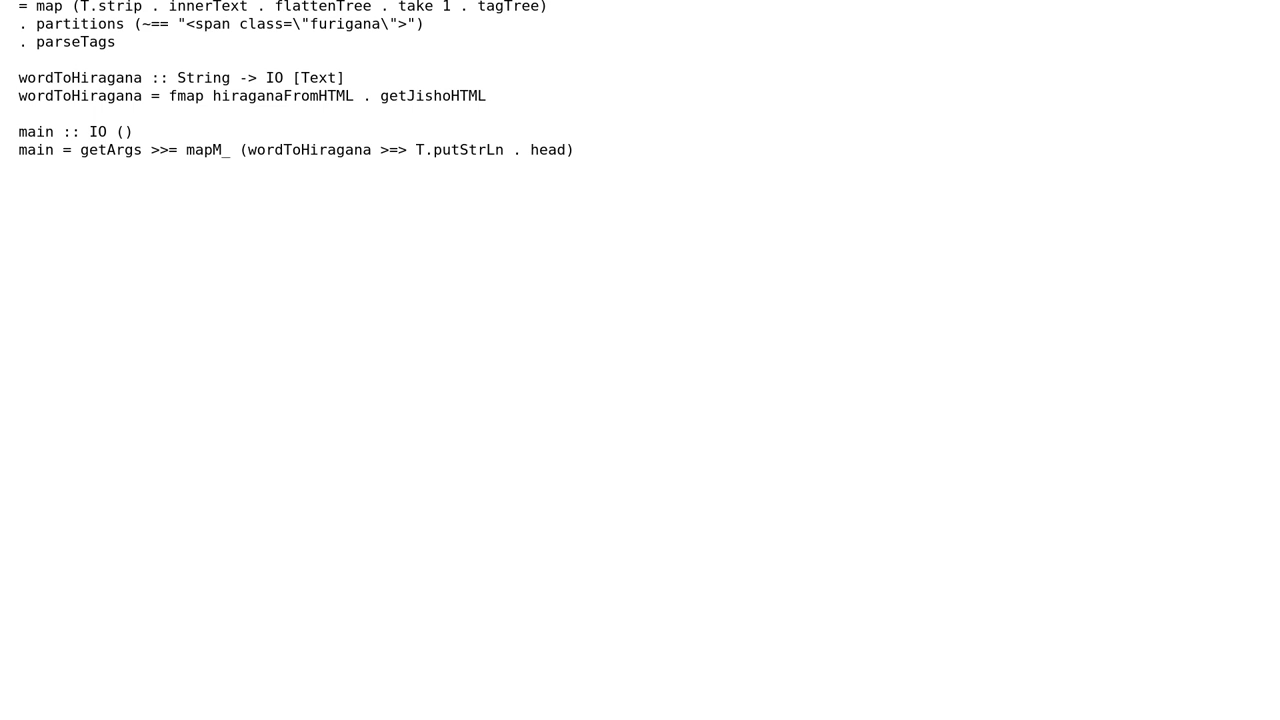 = map (T.strip . innerText . flattenTree . take 1 . tagTree)
. partitions (~== "<span class=\"furigana\">")
. parseTags

wordToHiragana :: String -> IO [Text]
wordToHiragana = fmap hiraganaFromHTML . getJishoHTML

main :: IO ()
main = getArgs >>= mapM_ (wordToHiragana >=> T.putStrLn . head)